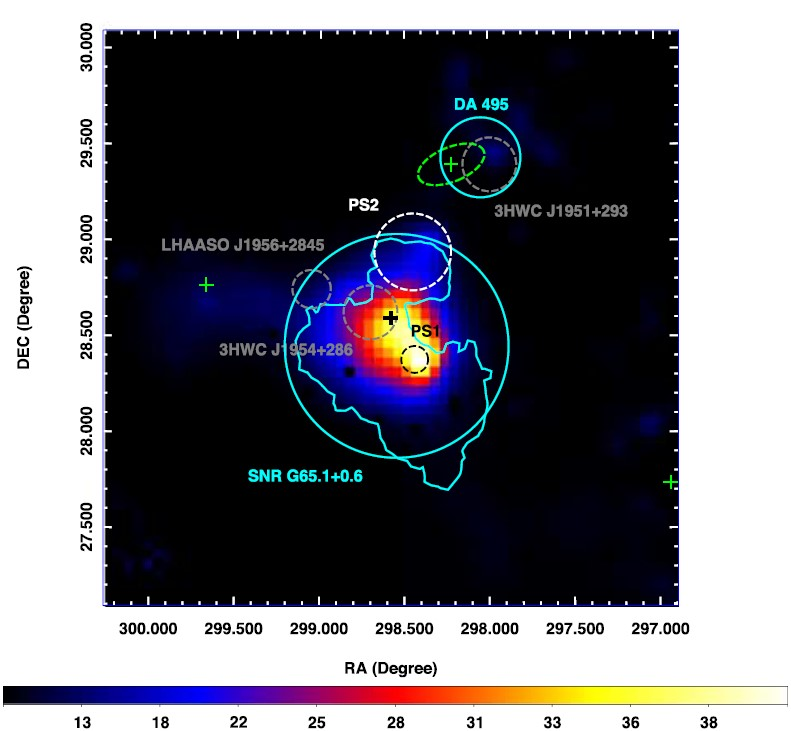 30.000
DA 495
29.500
3HWC J1951+293
PS2
29.000
LHAASO J1956+2845
DEC (Degree)
28.500
PS1
3HWC J1954+286
28.000
SNR G65.1+0.6
27.500
300.000 299.500 299.000 298.500 298.000 297.500 297.000
RA (Degree)
13 18 22 25 28 31 33 36 38